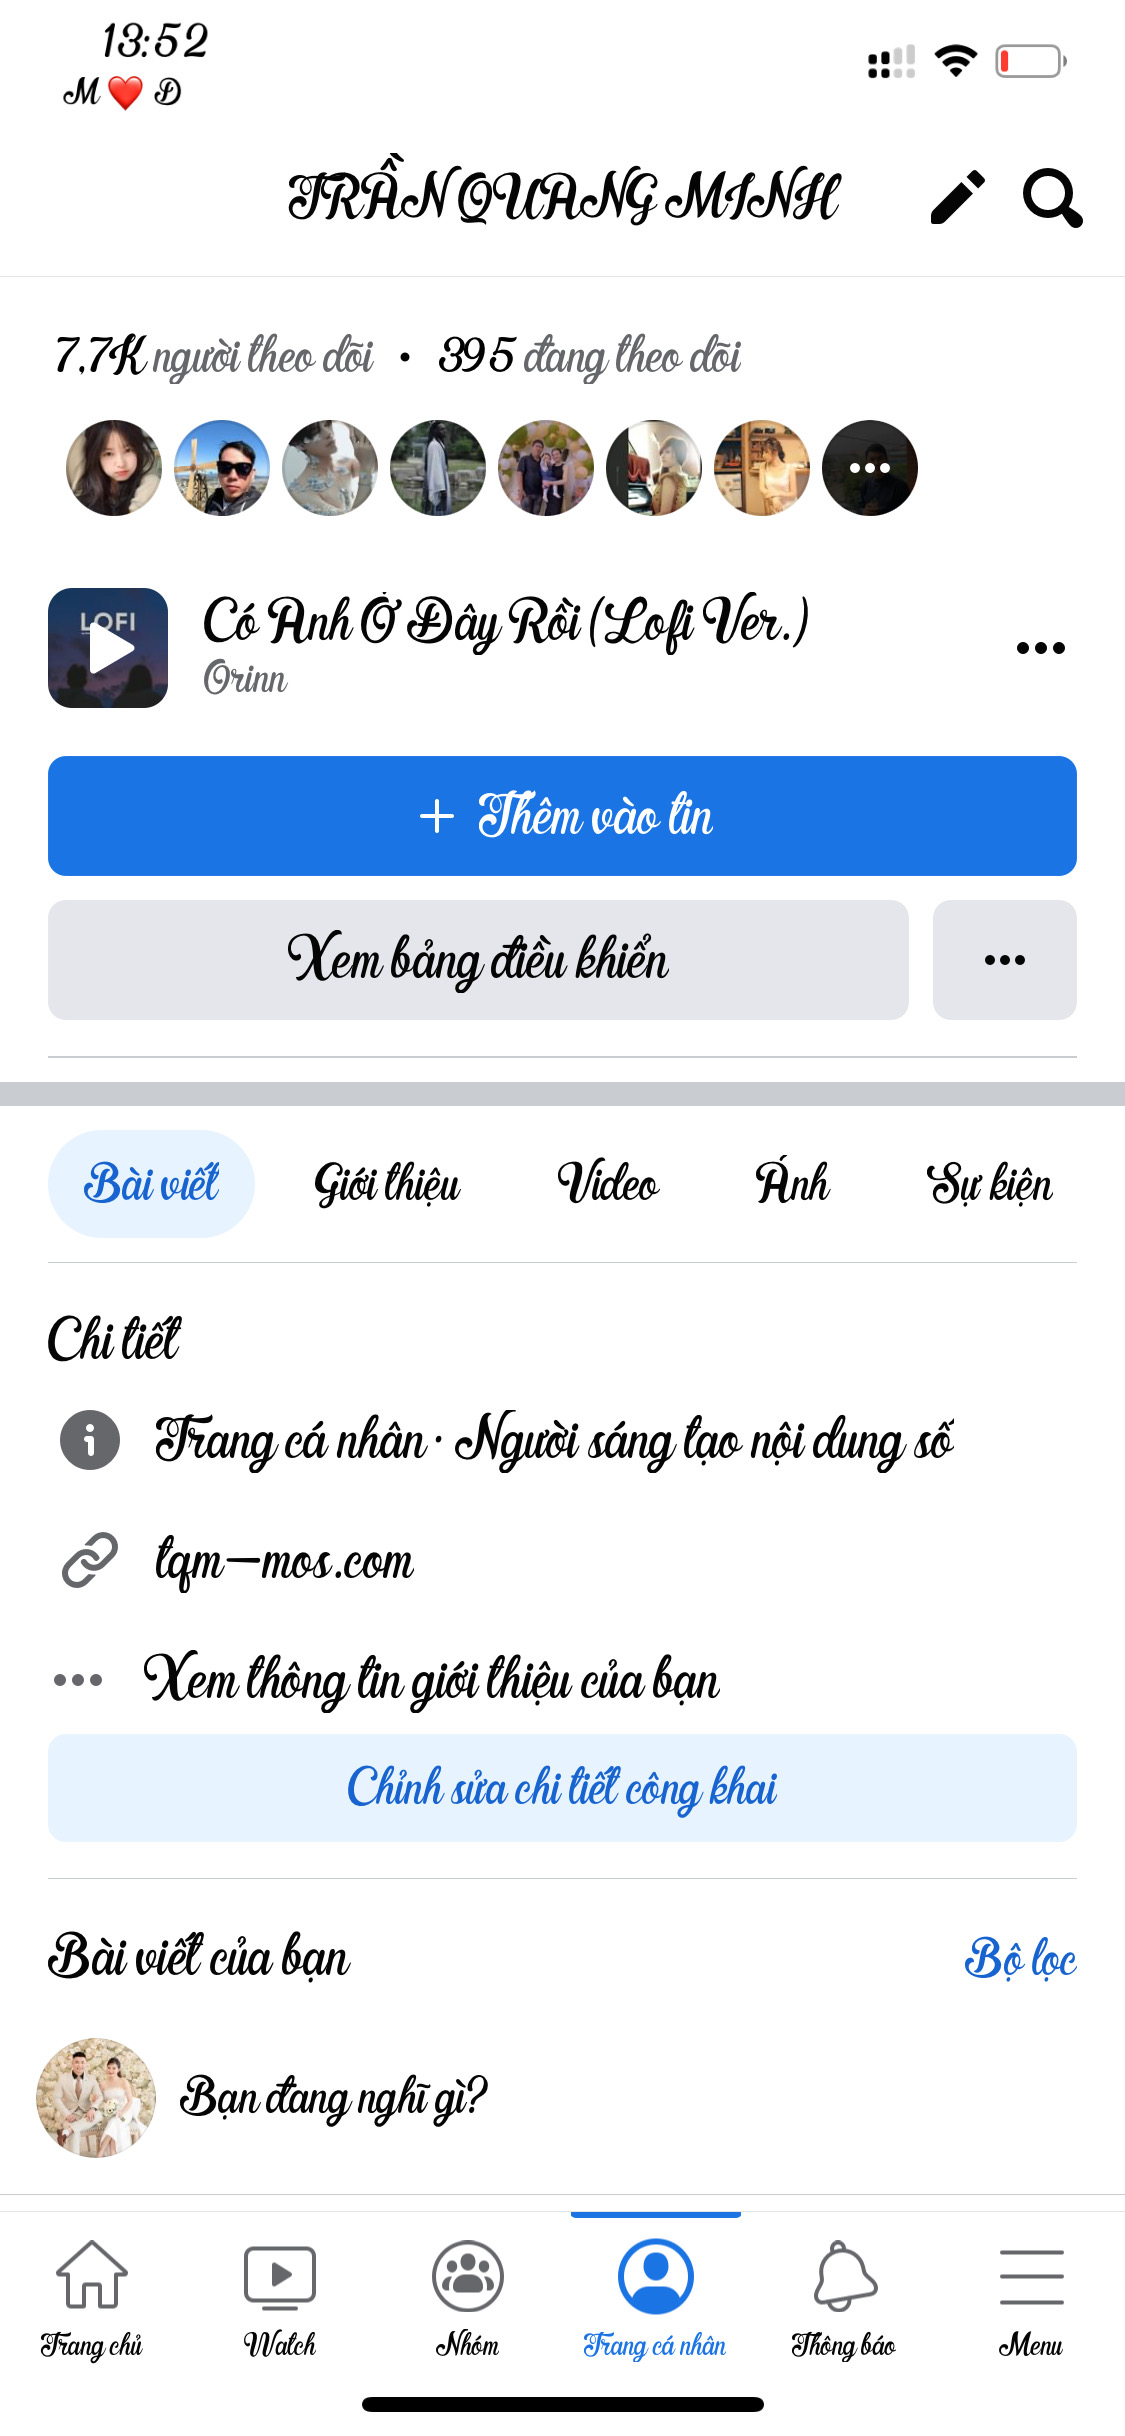 13:52
M ❤️ Đ
TRẦN QUANG MINH
7,7K người theo dõi • 395 đang theo dõi
LOFI
Có Anh Ở Đây Rồi (Lofi Ver.)
Orinn
+ Thêm vào tin
Xem bảng điều khiển
Bài viết Giới thiệu Video Ảnh Sự kiện
Chi tiết
Trang cá nhân · Người sáng tạo nội dung số
tqm-mos.com
Xem thông tin giới thiệu của bạn
Chỉnh sửa chi tiết công khai
Bài viết của bạn Bộ lọc
Bạn đang nghĩ gì?
Trang chủ Watch Nhóm Trang cá nhân Thông báo Menu